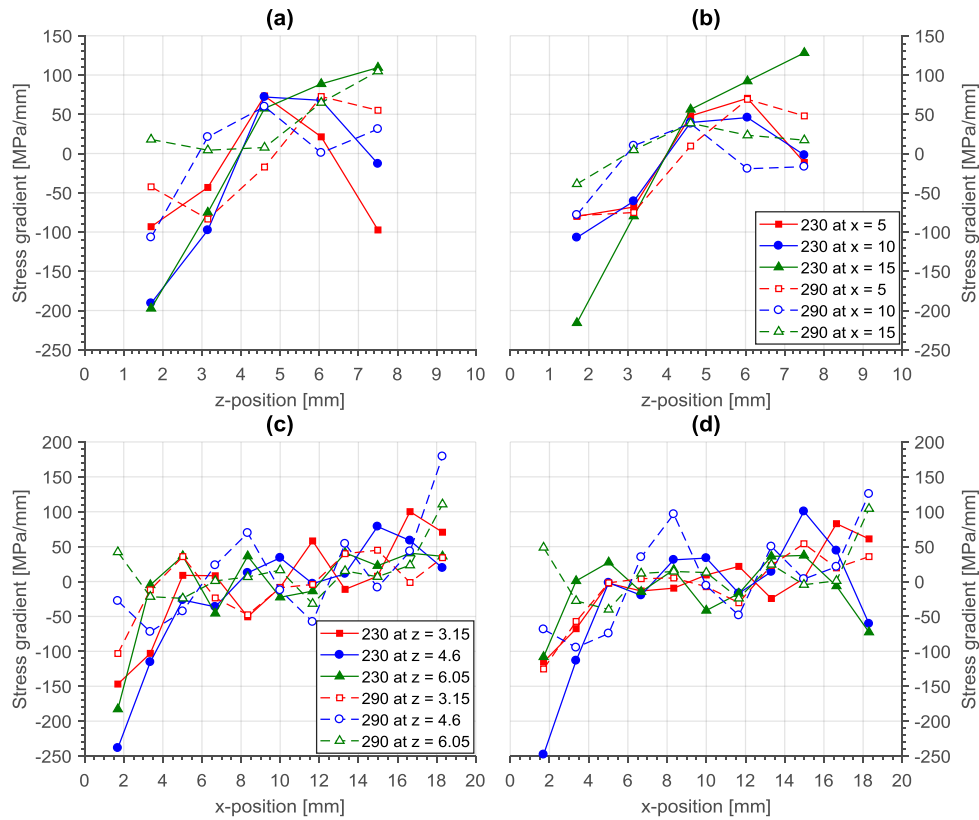 (a)
(b)
150
100
50
0
-50
-100
-150
-200
-250
Stress gradient [MPa/mm]
0 1 2 3 4 5 6 7 8 9 10
z-position [mm]
150
100
50
0
-50
-100
-150
-200
-250
Stress gradient [MPa/mm]
0 1 2 3 4 5 6 7 8 9 10
z-position [mm]
230 at x = 5
230 at x = 10
230 at x = 15
290 at x = 5
290 at x = 10
290 at x = 15
(c)
(d)
200
150
100
50
0
-50
-100
-150
-200
-250
Stress gradient [MPa/mm]
0 2 4 6 8 10 12 14 16 18 20
x-position [mm]
230 at z = 3.15
230 at z = 4.6
230 at z = 6.05
290 at z = 3.15
290 at z = 4.6
290 at z = 6.05
200
150
100
50
0
-50
-100
-150
-200
-250
Stress gradient [MPa/mm]
0 2 4 6 8 10 12 14 16 18 20
x-position [mm]